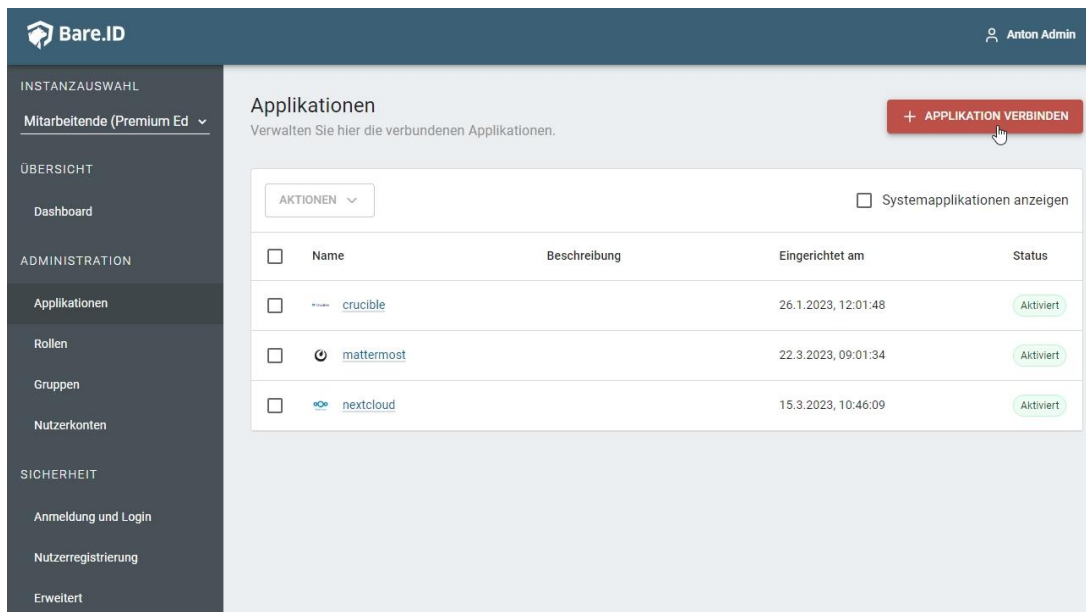 Bare.ID
Anton Admin
INSTANZAUSWAHL
Mitarbeitende (Premium Ed
ÜBERSICHT
Dashboard
ADMINISTRATION
Applikationen
Rollen
Gruppen
Nutzerkonten
SICHERHEIT
Anmeldung und Login
Nutzerregistrierung
Erweitert
Applikationen
Verwalten Sie hier die verbundenen Applikationen.
+ APPLIKATION VERBINDEN
AKTIONEN
Systemapplikationen anzeigen
Name Beschreibung Eingerichtet am Status
crucible 26.1.2023, 12:01:48 Aktiviert
mattermost 22.3.2023, 09:01:34 Aktiviert
nextcloud 15.3.2023, 10:46:09 Aktiviert